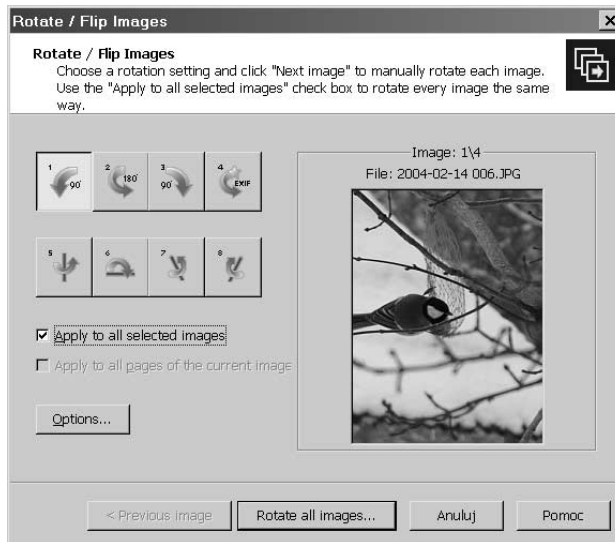 Rotate / Flip Images
Rotate / Flip Images
Choose a rotation setting and click "Next image" to manually rotate each image.
Use the "Apply to all selected images" check box to rotate every image the same
way.
Image: 1\4
File: 2004-02-14 006.JPG
1 90°
2 180°
3 90°
4 EXIF
5
6
7
8
Apply to all selected images
Apply to all pages of the current image
Options...
< Previous image
Rotate all images...
Anuluj
Pomoc